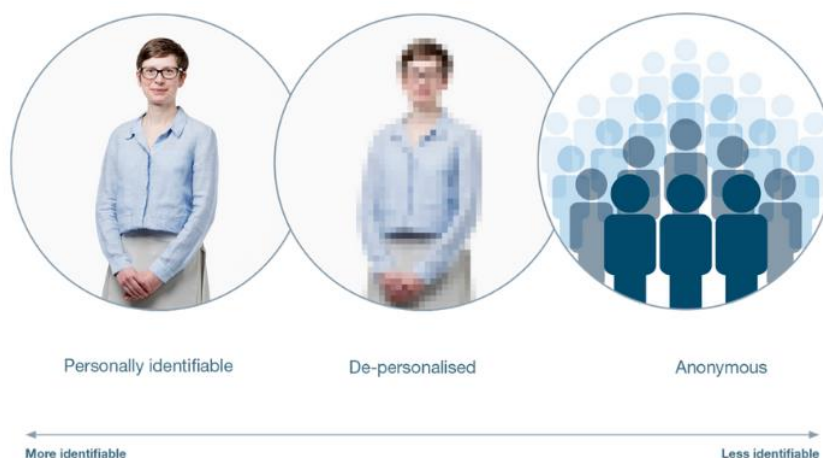 Personally identifiable
De-personalised
Anonymous
More identifiable
Less identifiable